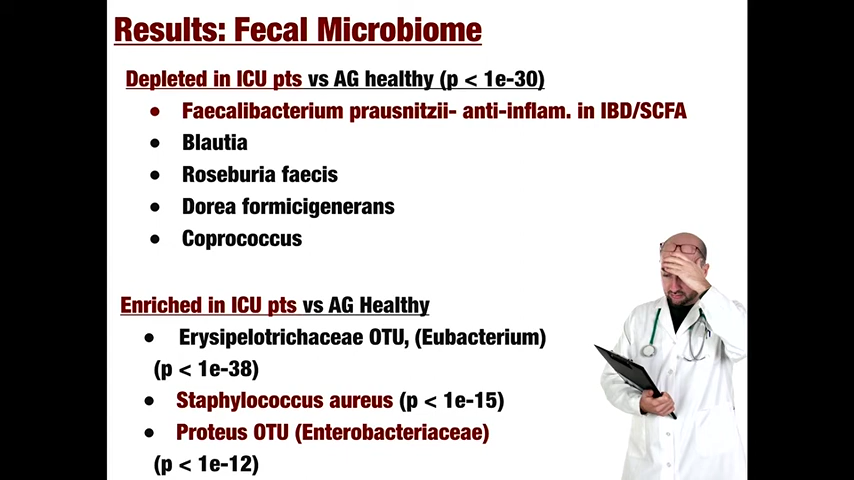 Results: Fecal Microbiome
Depleted in ICU pts vs AG healthy (p < 1e-30)
• Faecalibacterium prausnitzii- anti-inflam. in IBD/SCFA
• Blautia
• Roseburia faecis
• Dorea formicigenerans
• Coprococcus
Enriched in ICU pts vs AG Healthy
• Erysipelotrichaceae OTU, (Eubacterium)
(p < 1e-38)
• Staphylococcus aureus (p < 1e-15)
• Proteus OTU (Enterobacteriaceae)
(p < 1e-12)